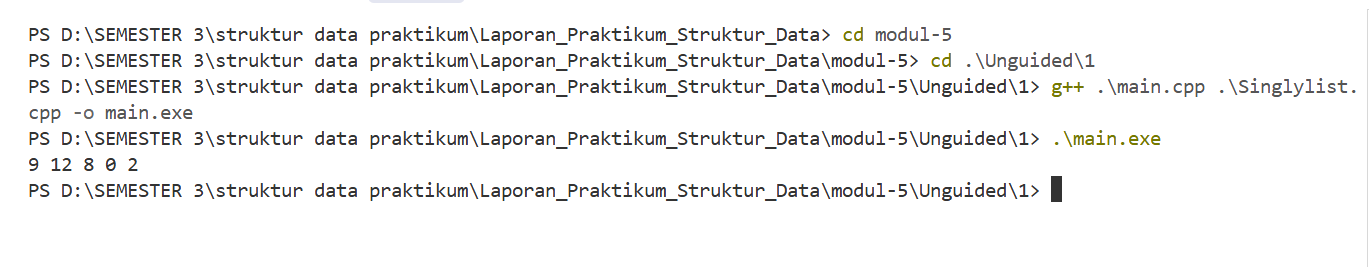 PS D:\SEMESTER 3\struktur data praktikum\Laporan_Praktikum_Struktur_Data> cd modul-5
PS D:\SEMESTER 3\struktur data praktikum\Laporan_Praktikum_Struktur_Data\modul-5> cd .\Unguided\1
PS D:\SEMESTER 3\struktur data praktikum\Laporan_Praktikum_Struktur_Data\modul-5\Unguided\1> g++ .\main.cpp .\Singlylist.
cpp -o main.exe
PS D:\SEMESTER 3\struktur data praktikum\Laporan_Praktikum_Struktur_Data\modul-5\Unguided\1> .\main.exe
9 12 8 0 2
PS D:\SEMESTER 3\struktur data praktikum\Laporan_Praktikum_Struktur_Data\modul-5\Unguided\1>